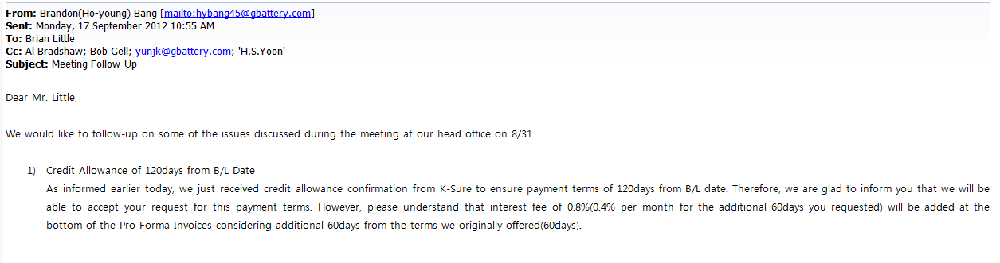 From: Brandon(Ho-young) Bang [mailto:hybang45@gbattery.com]
Sent: Monday, 17 September 2012 10:55 AM
To: Brian Little
Cc: Al Bradshaw; Bob Gell; yunjk@gbattery.com; 'H.S.Yoon'
Subject: Meeting Follow-Up
Dear Mr. Little,
We would like to follow-up on some of the issues discussed during the meeting at our head office on 8/31.
1) Credit Allowance of 120days from B/L Date
As informed earlier today, we just received credit allowance confirmation from K-Sure to ensure payment terms of 120days from B/L date. Therefore, we are glad to inform you that we will be
able to accept your request for this payment terms. However, please understand that interest fee of 0.8%(0.4% per month for the additional 60days you requested) will be added at the
bottom of the Pro Forma Invoices considering additional 60days from the terms we originally offered(60days).